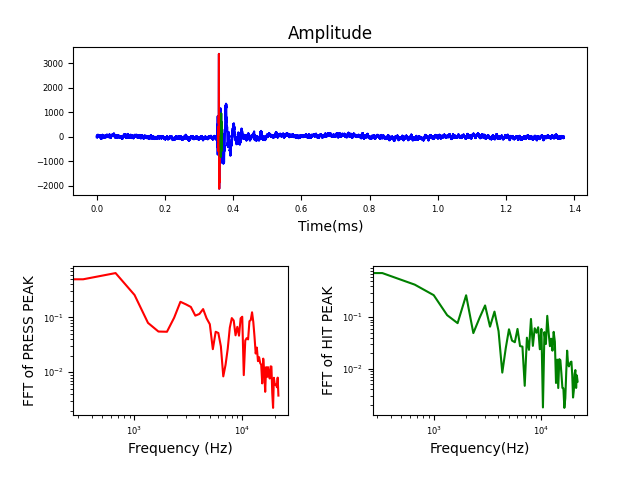 Amplitude
3000
2000
1000
0
−1000
−2000
0.0 0.2 0.4 0.6 0.8 1.0 1.2 1.4
Time(ms)
FFT of PRESS PEAK
10⁻¹
10⁻²
10³ 10⁴
Frequency (Hz)
FFT of HIT PEAK
10⁻¹
10⁻²
10³ 10⁴
Frequency(Hz)